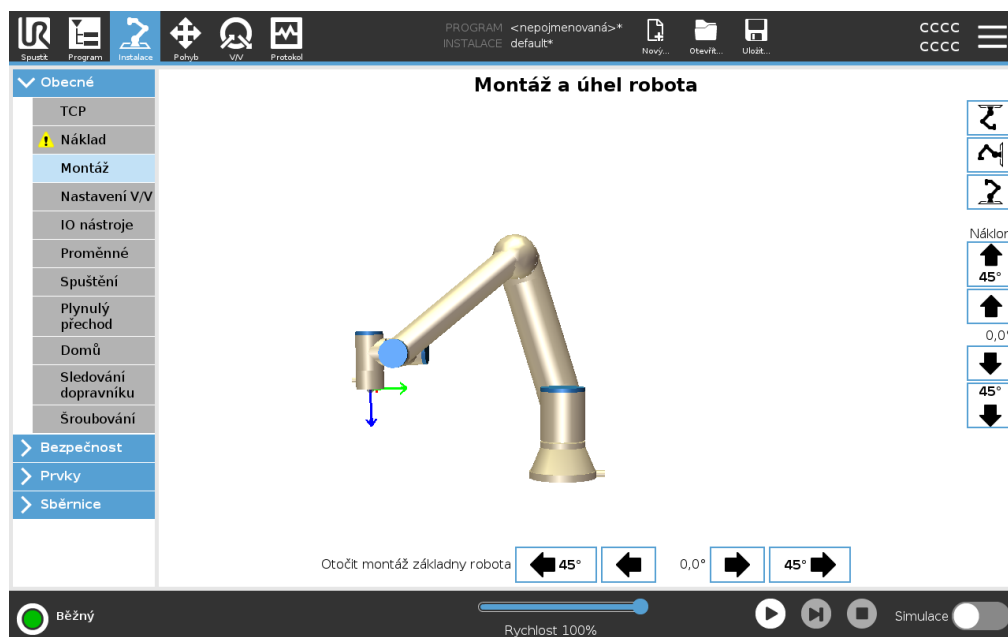 PROGRAM <nepojmenovaná>*
INSTALACE default*
CCCC
CCCC
Spustit Program Instalace Pohyb V/V Protokol Nový... Otevřít... Uložit...
Obecné
Montáž a úhel robota
TCP
Náklad
Montáž
Nastavení V/V
IO nástroje
Proměnné
Spuštění
Plynulý
přechod
Domů
Sledování
dopravníku
Šroubování
Bezpečnost
Prvky
Sběrnice
Náklon
45°
0,0°
45°
Otočit montáž základny robota 45° 0,0° 45°
Běžný
Rychlost 100%
Simulace